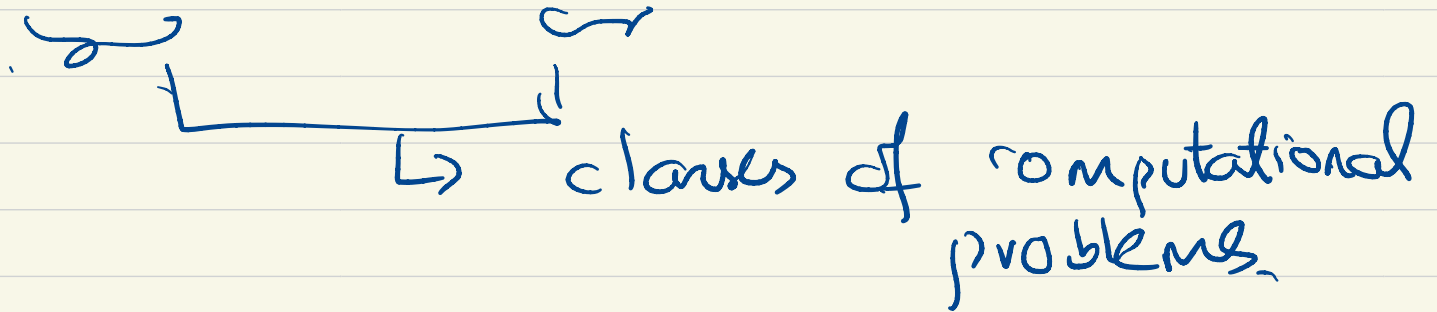 ↳ classes of computational
problems.